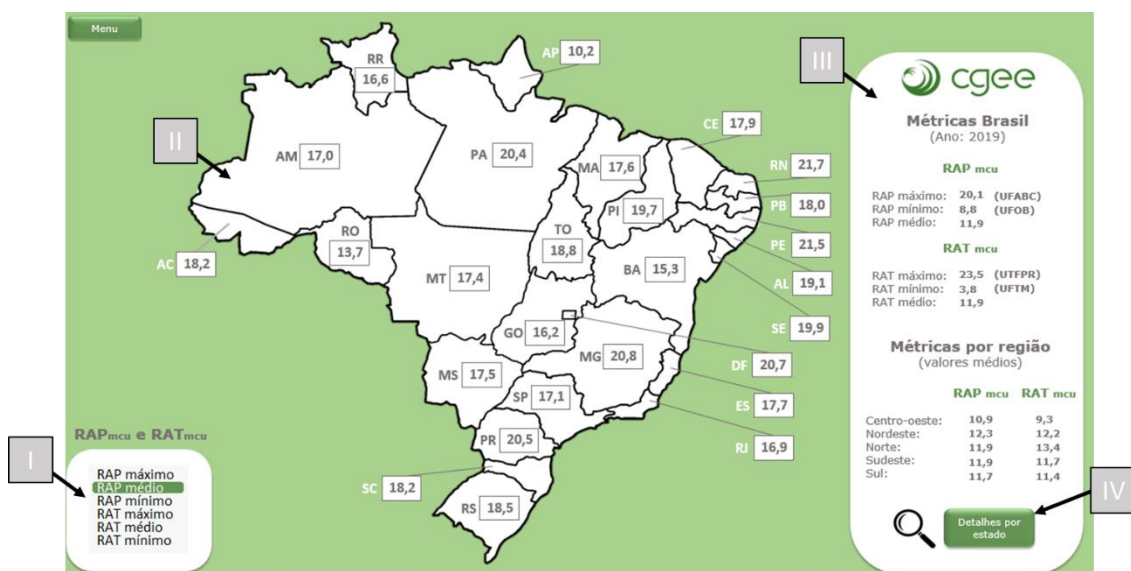 Menu
I
II
III
IV
RR
16,6
AP 10,2
AM 17,0
PA 20,4
MA 17,6
CE 17,9
RN 21,7
PB 18,0
PI 19,7
PE 21,5
TO
18,8
AL 19,1
RO
13,7
AC 18,2
MT 17,4
BA 15,3
SE 19,9
GO 16,2
DF 20,7
MG 20,8
MS 17,5
ES 17,7
SP 17,1
RJ 16,9
PR 20,5
SC 18,2
RS 18,5
RAPmcu e RATmcu
RAP máximo
RAP médio
RAP mínimo
RAT máximo
RAT médio
RAT mínimo
cgee
Métricas Brasil
(Ano: 2019)
RAP mcu
RAP máximo: 20,1 (UFABC)
RAP mínimo: 8,8 (UFOB)
RAP médio: 11,9
RAT mcu
RAT máximo: 23,5 (UTFPR)
RAT mínimo: 3,8 (UFTM)
RAT médio: 11,9
Métricas por região
(valores médios)
RAP mcu RAT mcu
Centro-oeste: 10,9 9,3
Nordeste: 12,3 12,2
Norte: 11,9 13,4
Sudeste: 11,9 11,7
Sul: 11,7 11,4
Detalhes por
estado